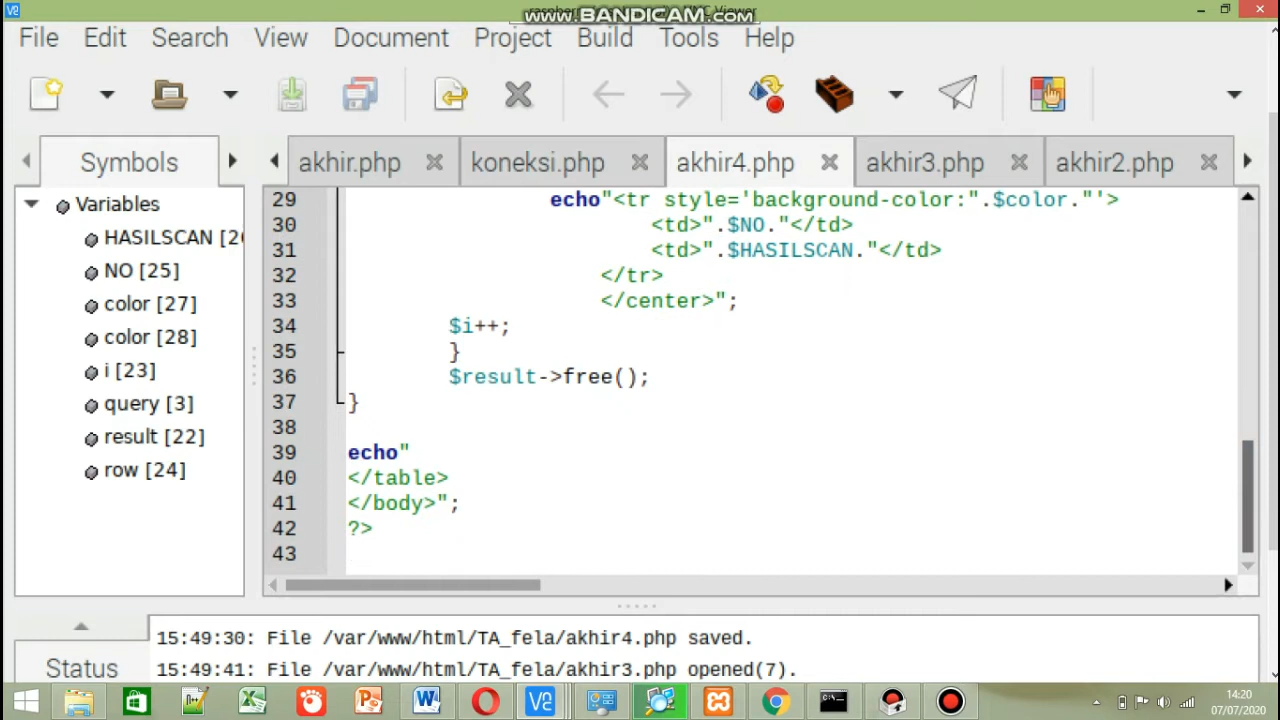 www.BANDICAM.com
File Edit Search View Document Project Build Tools Help
Symbols
akhir.php koneksi.php akhir4.php akhir3.php akhir2.php
Variables
HASILSCAN
NO [25]
color [27]
color [28]
i [23]
query [3]
result [22]
row [24]
29 echo"<tr style='background-color:".$color."'>
30 <td>".$NO."</td>
31 <td>".$HASILSCAN."</td>
32 </tr>
33 </center>";
34 $i++;
35 }
36 $result->free();
37 }
38
39 echo"
40 </table>
41 </body>";
42 ?>
43
Status
15:49:30: File /var/www/html/TA_fela/akhir4.php saved.
15:49:41: File /var/www/html/TA_fela/akhir3.php opened(7).
14:20
07/07/2020